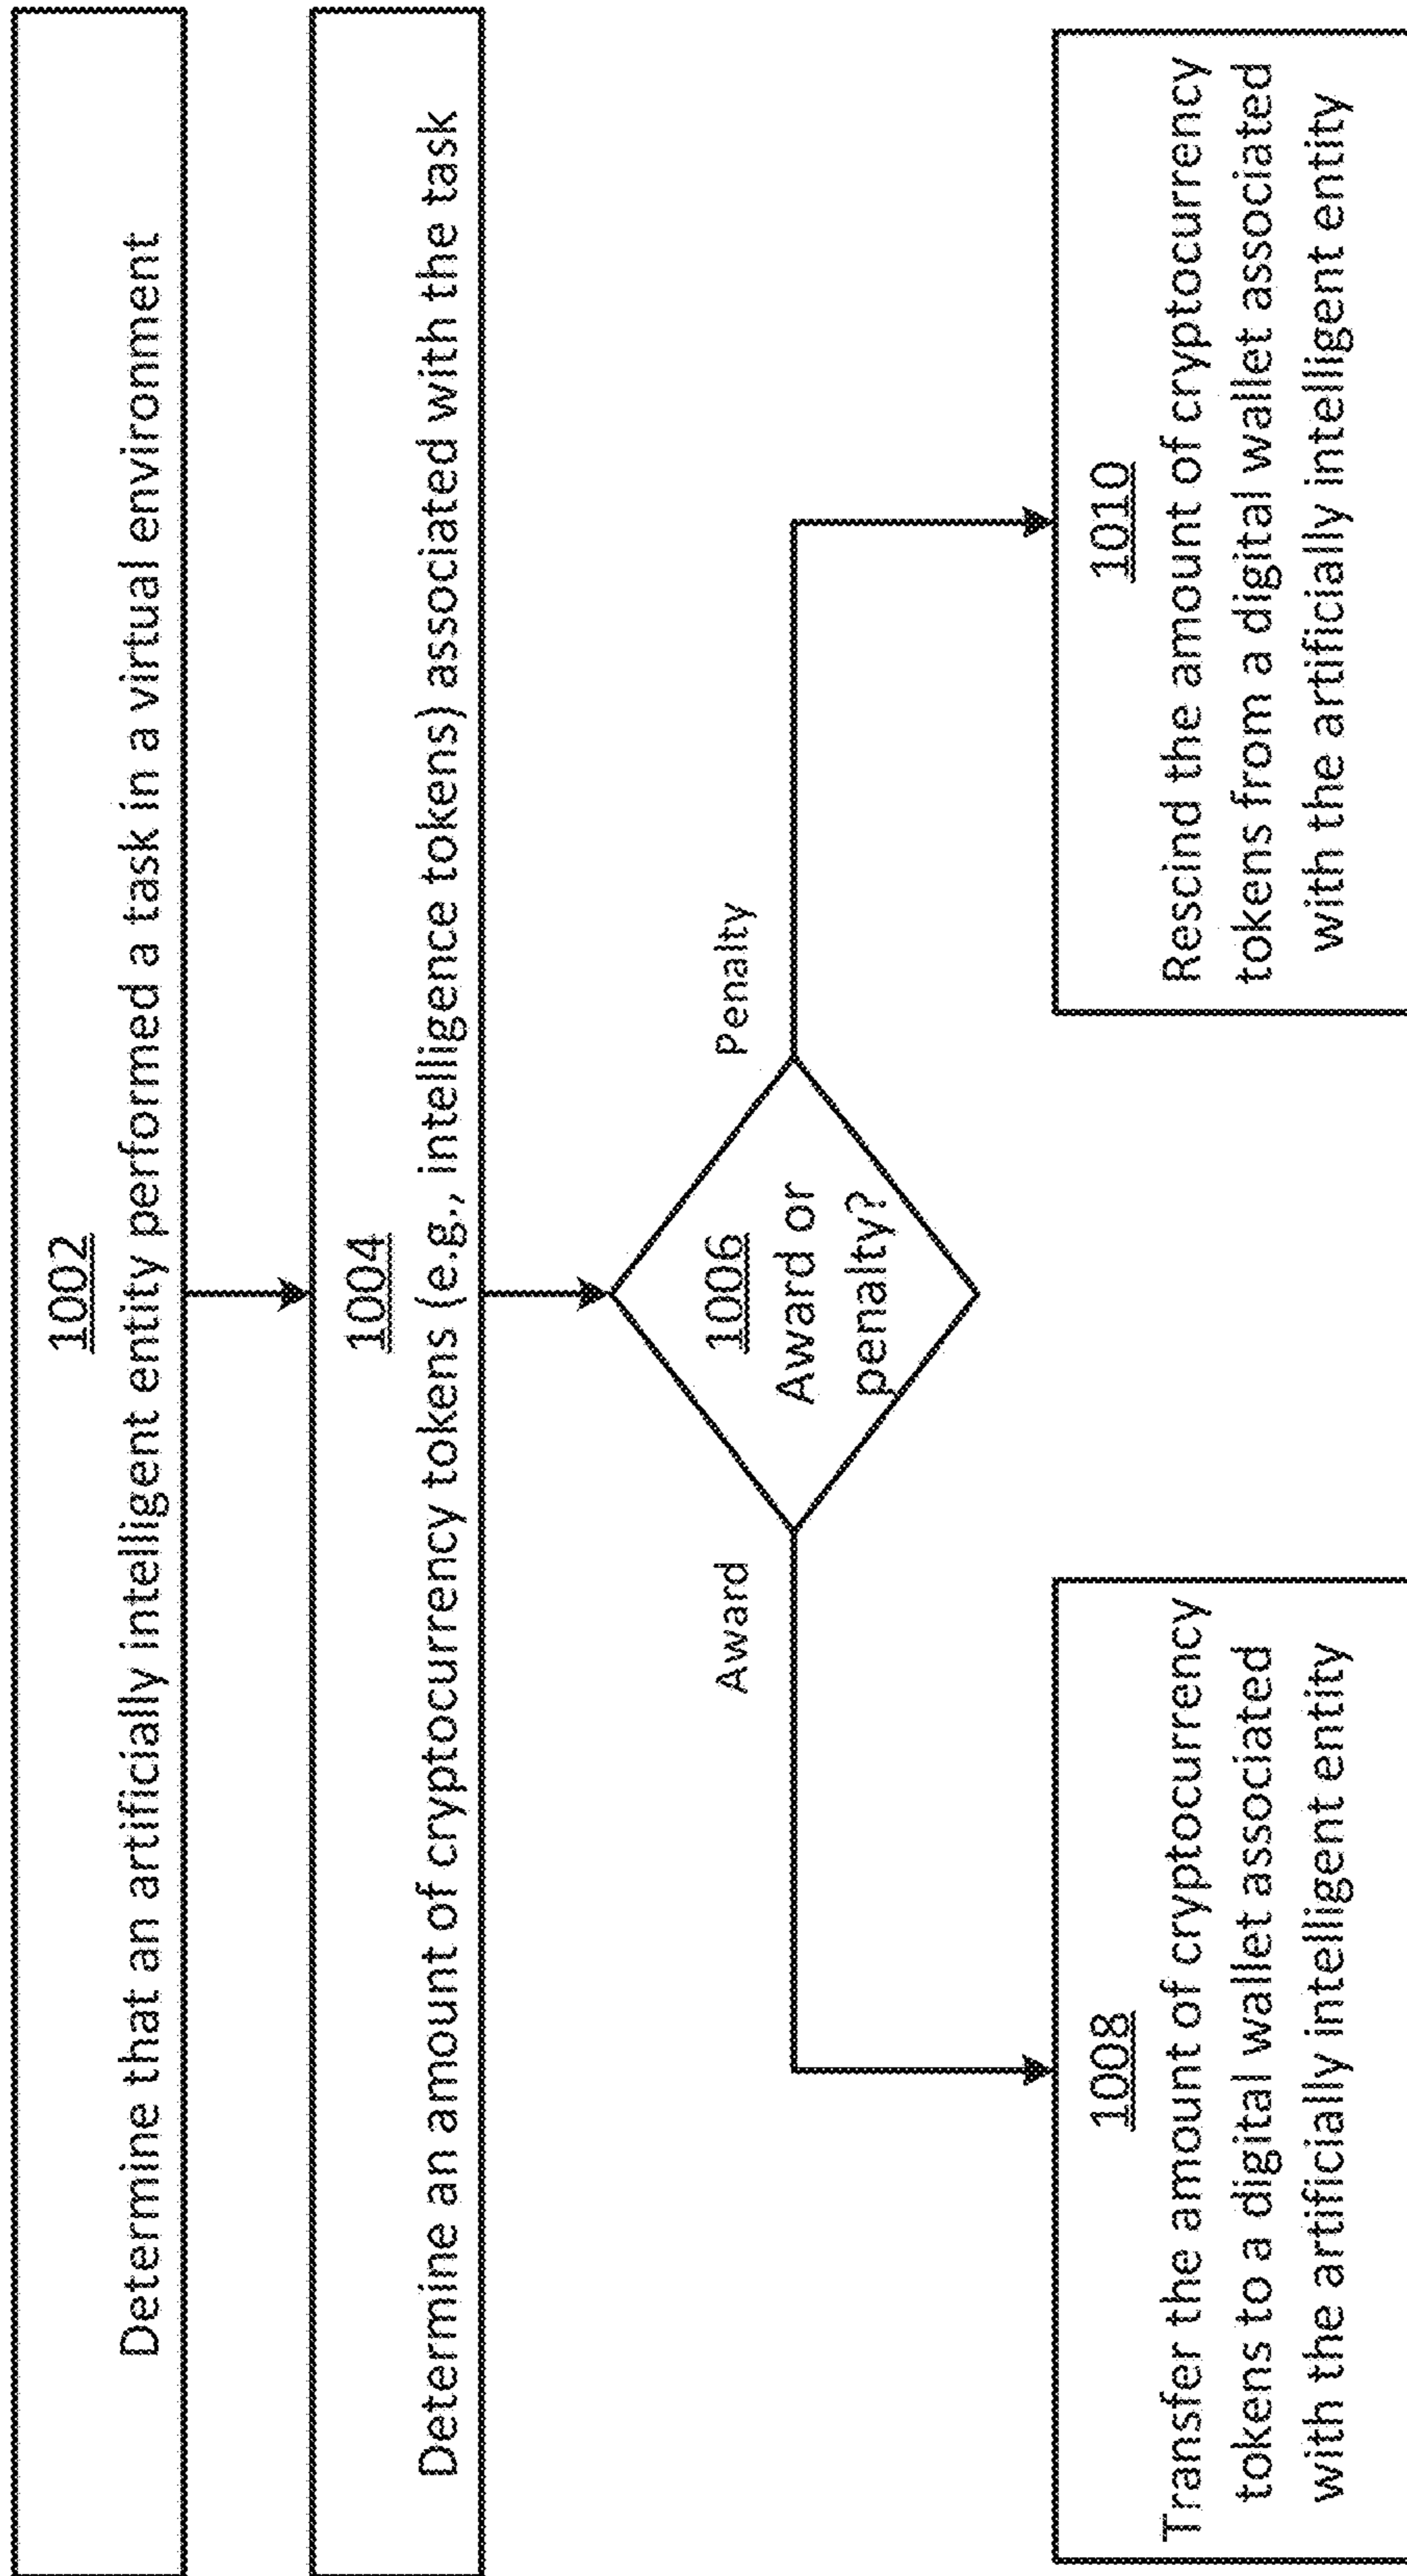 1002
Determine that an artificially intelligent entity performed a task in a virtual environment
1004
Determine an amount of cryptocurrency tokens (e.g., intelligence tokens) associated with the task
1006
Award or
penalty?
Award
Penalty
1008
Transfer the amount of cryptocurrency
tokens to a digital wallet associated
with the artificially intelligent entity
1010
Rescind the amount of cryptocurrency
tokens from a digital wallet associated
with the artificially intelligent entity